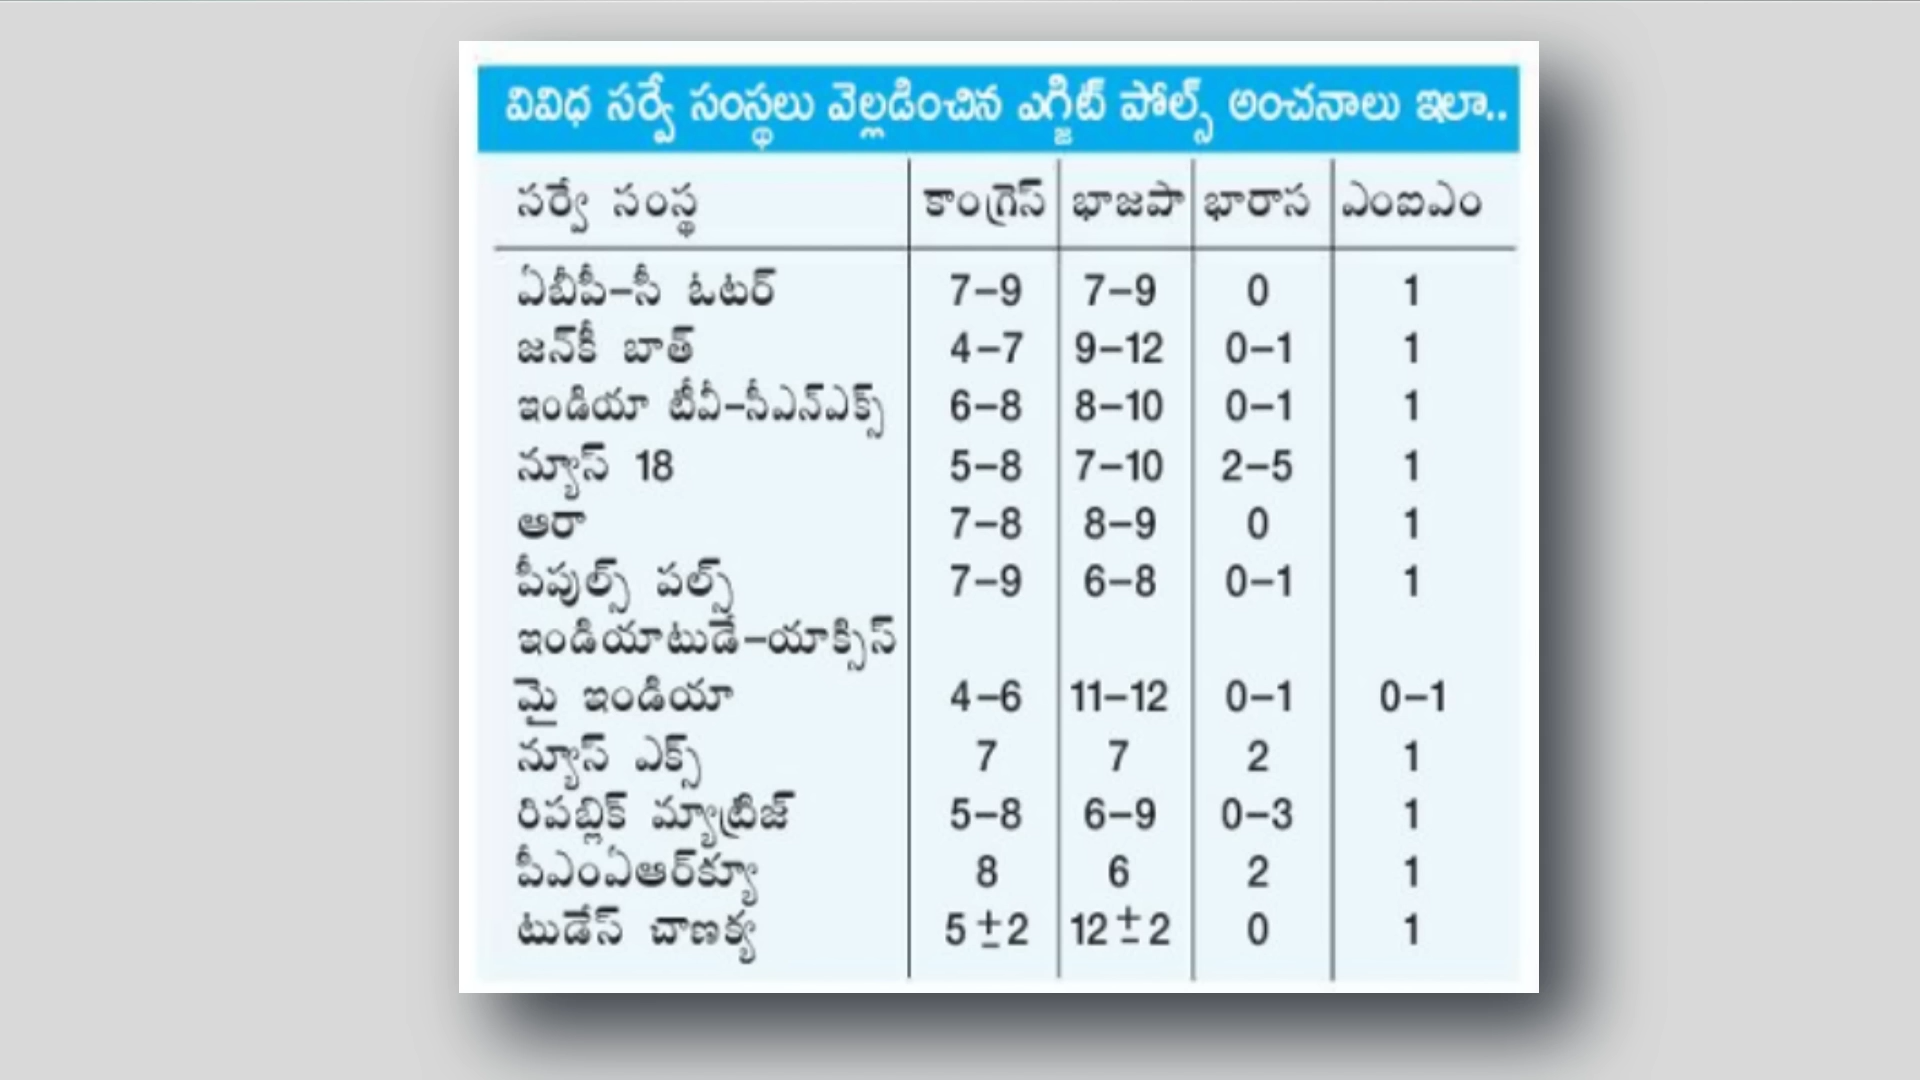 వివిధ సర్వే సంస్థలు వెల్లడించిన ఎగ్జిట్ పోల్స్ అంచనాలు ఇలా..
సర్వే సంస్థ కాంగ్రెస్ భాజపా భారాస ఎంఐఎం
ఏబీపీ–సీ ఓటర్ 7–9 7–9 0 1
జన్‌కీ బాత్ 4–7 9–12 0–1 1
ఇండియా టీవీ–సీఎన్ఎక్స్ 6–8 8–10 0–1 1
న్యూస్ 18 5–8 7–10 2–5 1
ఆరా 7–8 8–9 0 1
పీపుల్స్ పల్స్ 7–9 6–8 0–1 1
ఇండియాటుడే–యాక్సిస్
మై ఇండియా 4–6 11–12 0–1 0–1
న్యూస్ ఎక్స్ 7 7 2 1
రిపబ్లిక్ మ్యాట్రిజ్ 5–8 6–9 0–3 1
పీఎంఏఆర్‌క్యూ 8 6 2 1
టుడేస్ చాణక్య 5±2 12±2 0 1